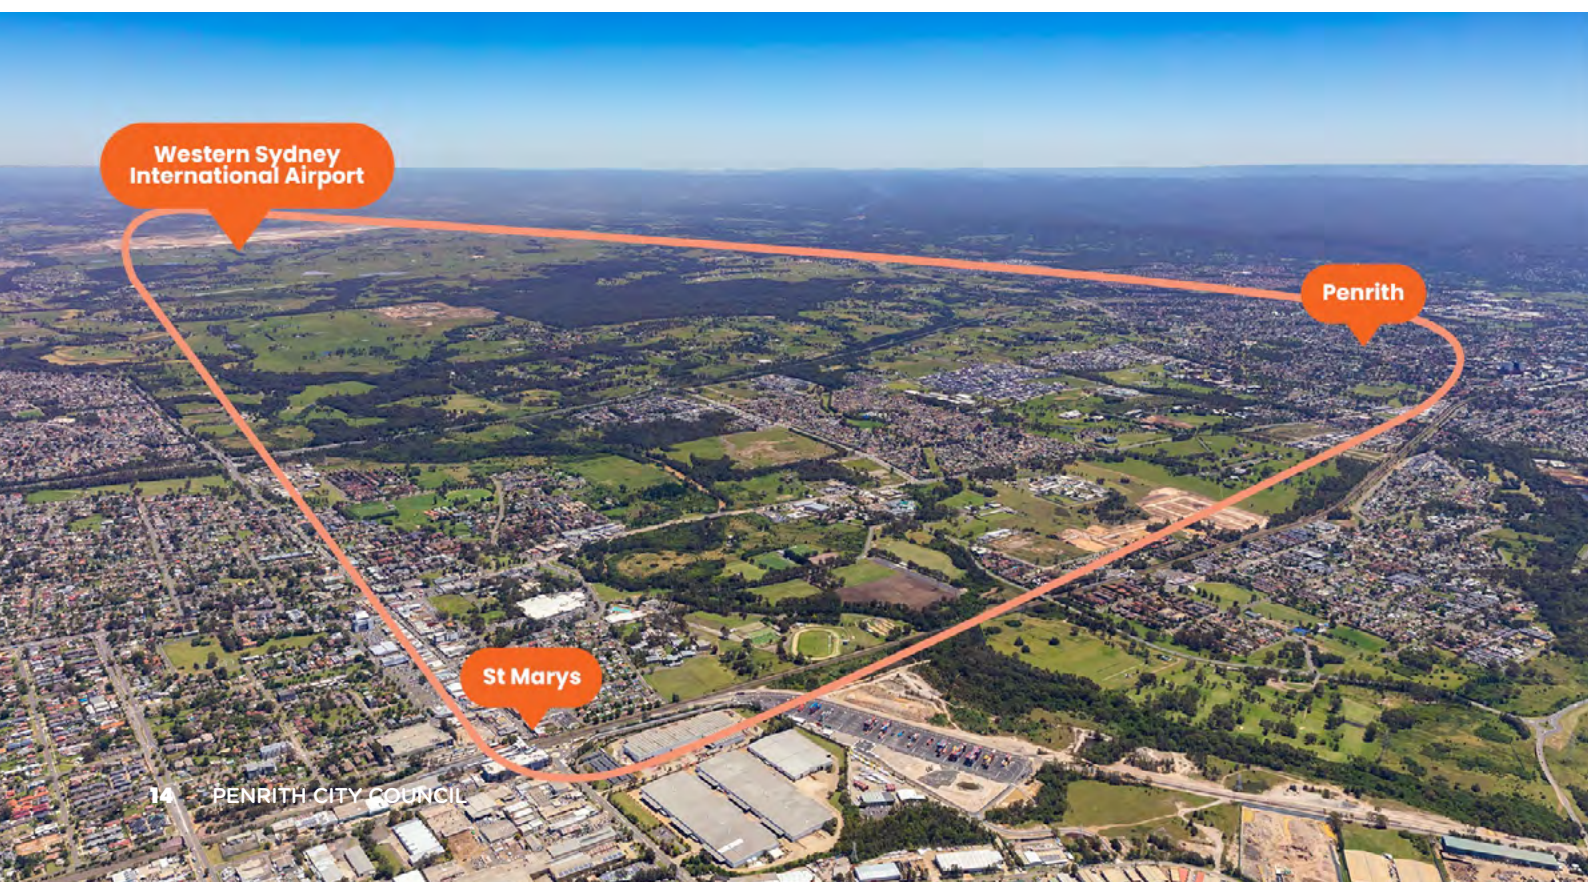 Western Sydney
International Airport
Penrith
St Marys
14 PENRITH CITY COUNCIL